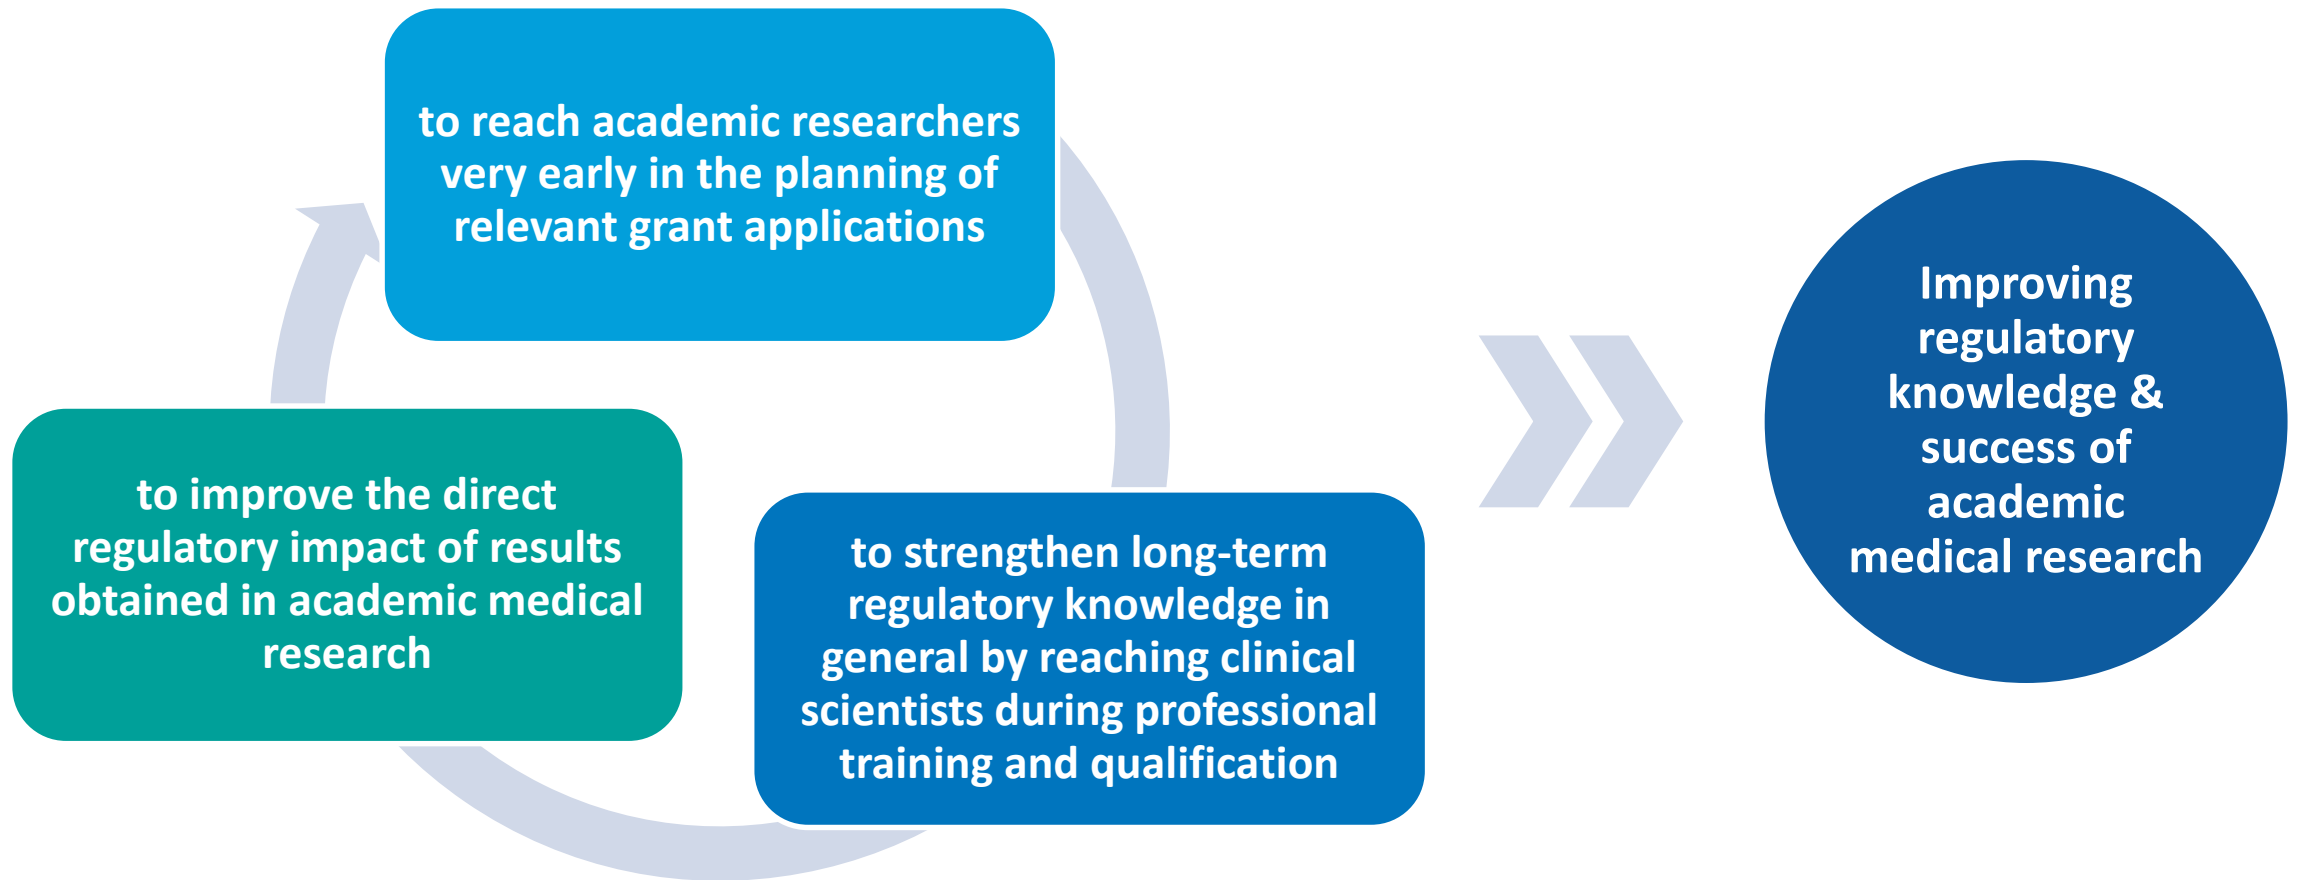 to reach academic researchers
very early in the planning of
relevant grant applications
to improve the direct
regulatory impact of results
obtained in academic medical
research
to strengthen long-term
regulatory knowledge in
general by reaching clinical
scientists during professional
training and qualification
Improving
regulatory
knowledge &
success of
academic
medical research